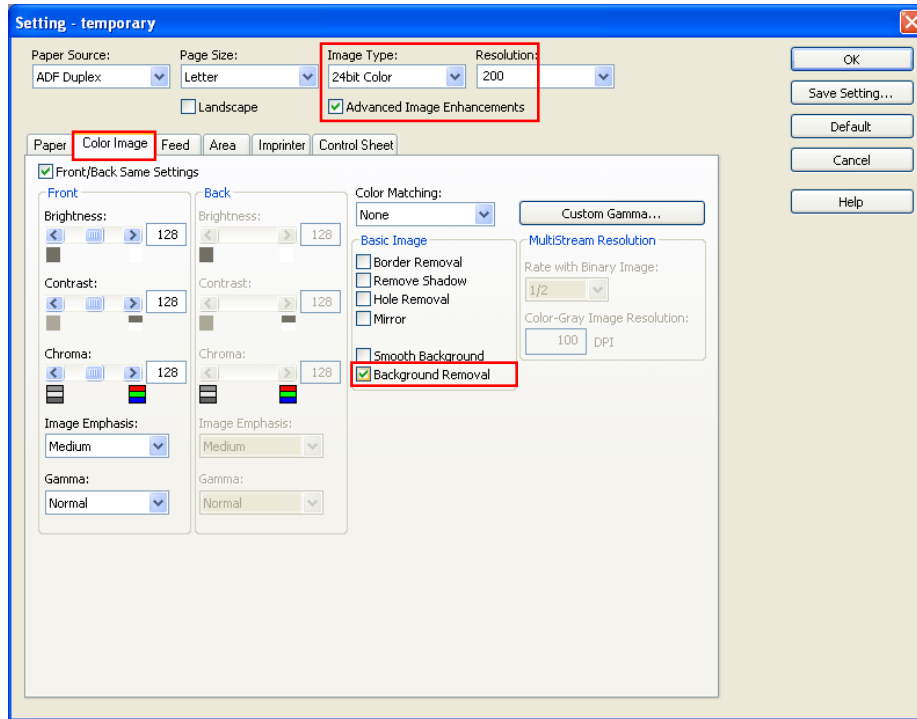 Setting - temporary
Paper Source: Page Size: Image Type: Resolution:
ADF Duplex Letter 24bit Color 200
Landscape Advanced Image Enhancements
OK
Save Setting...
Default
Cancel
Help
Paper Color Image Feed Area Imprinter Control Sheet
Front/Back Same Settings
Front
Brightness:
128
Contrast:
128
Chroma:
128
Image Emphasis:
Medium
Gamma:
Normal
Back
Brightness:
128
Contrast:
128
Chroma:
128
Image Emphasis:
Medium
Gamma:
Normal
Color Matching:
None
Custom Gamma...
Basic Image
Border Removal
Remove Shadow
Hole Removal
Mirror
Smooth Background
Background Removal
MultiStream Resolution
Rate with Binary Image:
1/2
Color-Gray Image Resolution:
100 DPI